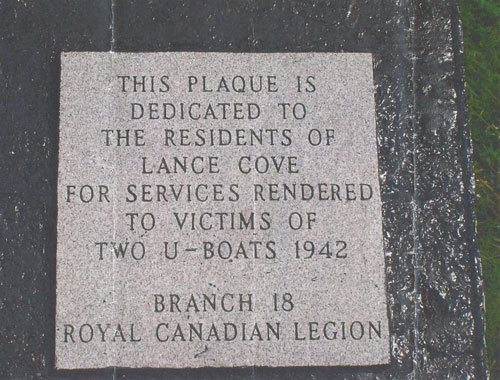 THIS PLAQUE IS
DEDICATED TO
THE RESIDENTS OF
LANCE COVE
FOR SERVICES RENDERED
TO VICTIMS OF
TWO U-BOATS 1942
BRANCH 18
ROYAL CANADIAN LEGION